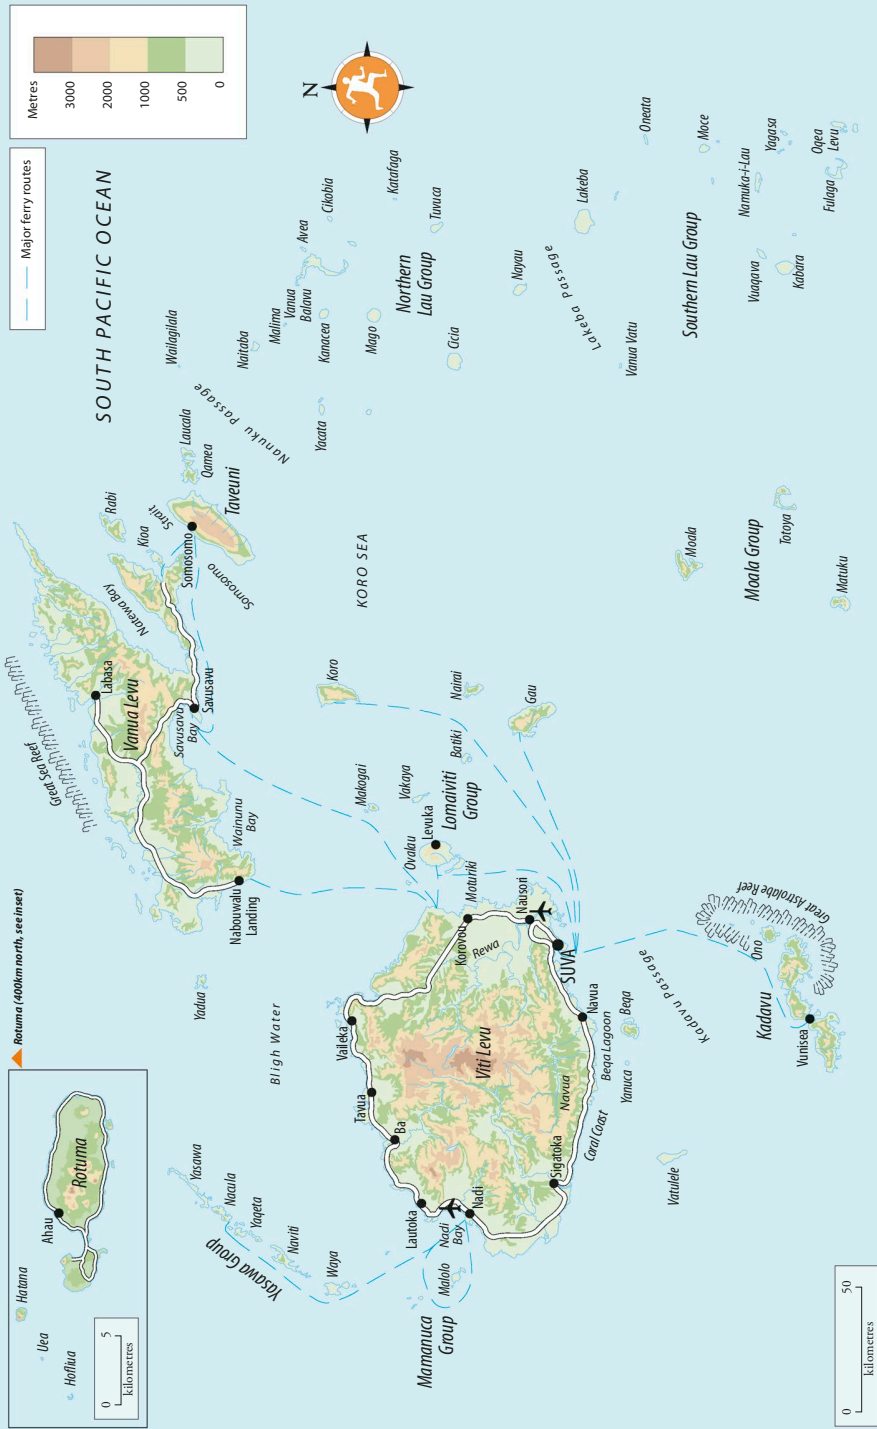 Rotuma (400km north, see inset)
Hatana
Uea
Hofliua
Ahau
Rotuma
0
5
kilometres
Major ferry routes
Metres
3000
2000
1000
500
0
N
SOUTH PACIFIC OCEAN
Great Sea Reef
Labasa
Vanua Levu
Natewa Bay
Rabi
Kioa
Somosomo
Strait
Somosomo
Laucala
Qamea
Taveuni
Savusavu
Bay
Savusavu
Wainunu
Bay
Nabouwalu
Landing
Yadua
Bligh Water
Wailagilala
Nanuku Passage
Naitaba
Malima
Vanua
Balavu
Avea
Cikobia
Kanacea
Yacata
Mago
Katafaga
Northern
Lau Group
Tuvuca
Cicia
Nayau
Lakeba Passage
Lakeba
Oneata
Vanua Vatu
Moce
Southern Lau Group
Namuka-i-Lau
Yagasa
Vuaqava
Kabara
Fulaga
Oqea
Levu
KORO SEA
Koro
Makogai
Vakaya
Batiki
Nairai
Gau
Ovalau
Levuka
Lomaiviti
Group
Moturiki
Yasawa Group
Yasawa
Nacula
Yaqeta
Naviti
Waya
Mamanuca
Group
Malolo
Nadi
Bay
Lautoka
Nadi
Ba
Tavua
Vaileka
Viti Levu
Korovou
Rewa
Nausori
SUVA
Navua
Navua
Sigatoka
Coral Coast
Beqa Lagoon
Beqa
Yanuca
Vatulele
Kadavu Passage
Great Astrolabe Reef
Ono
Kadavu
Vunisea
Moala
Moala Group
Totoya
Matuku
0
50
kilometres